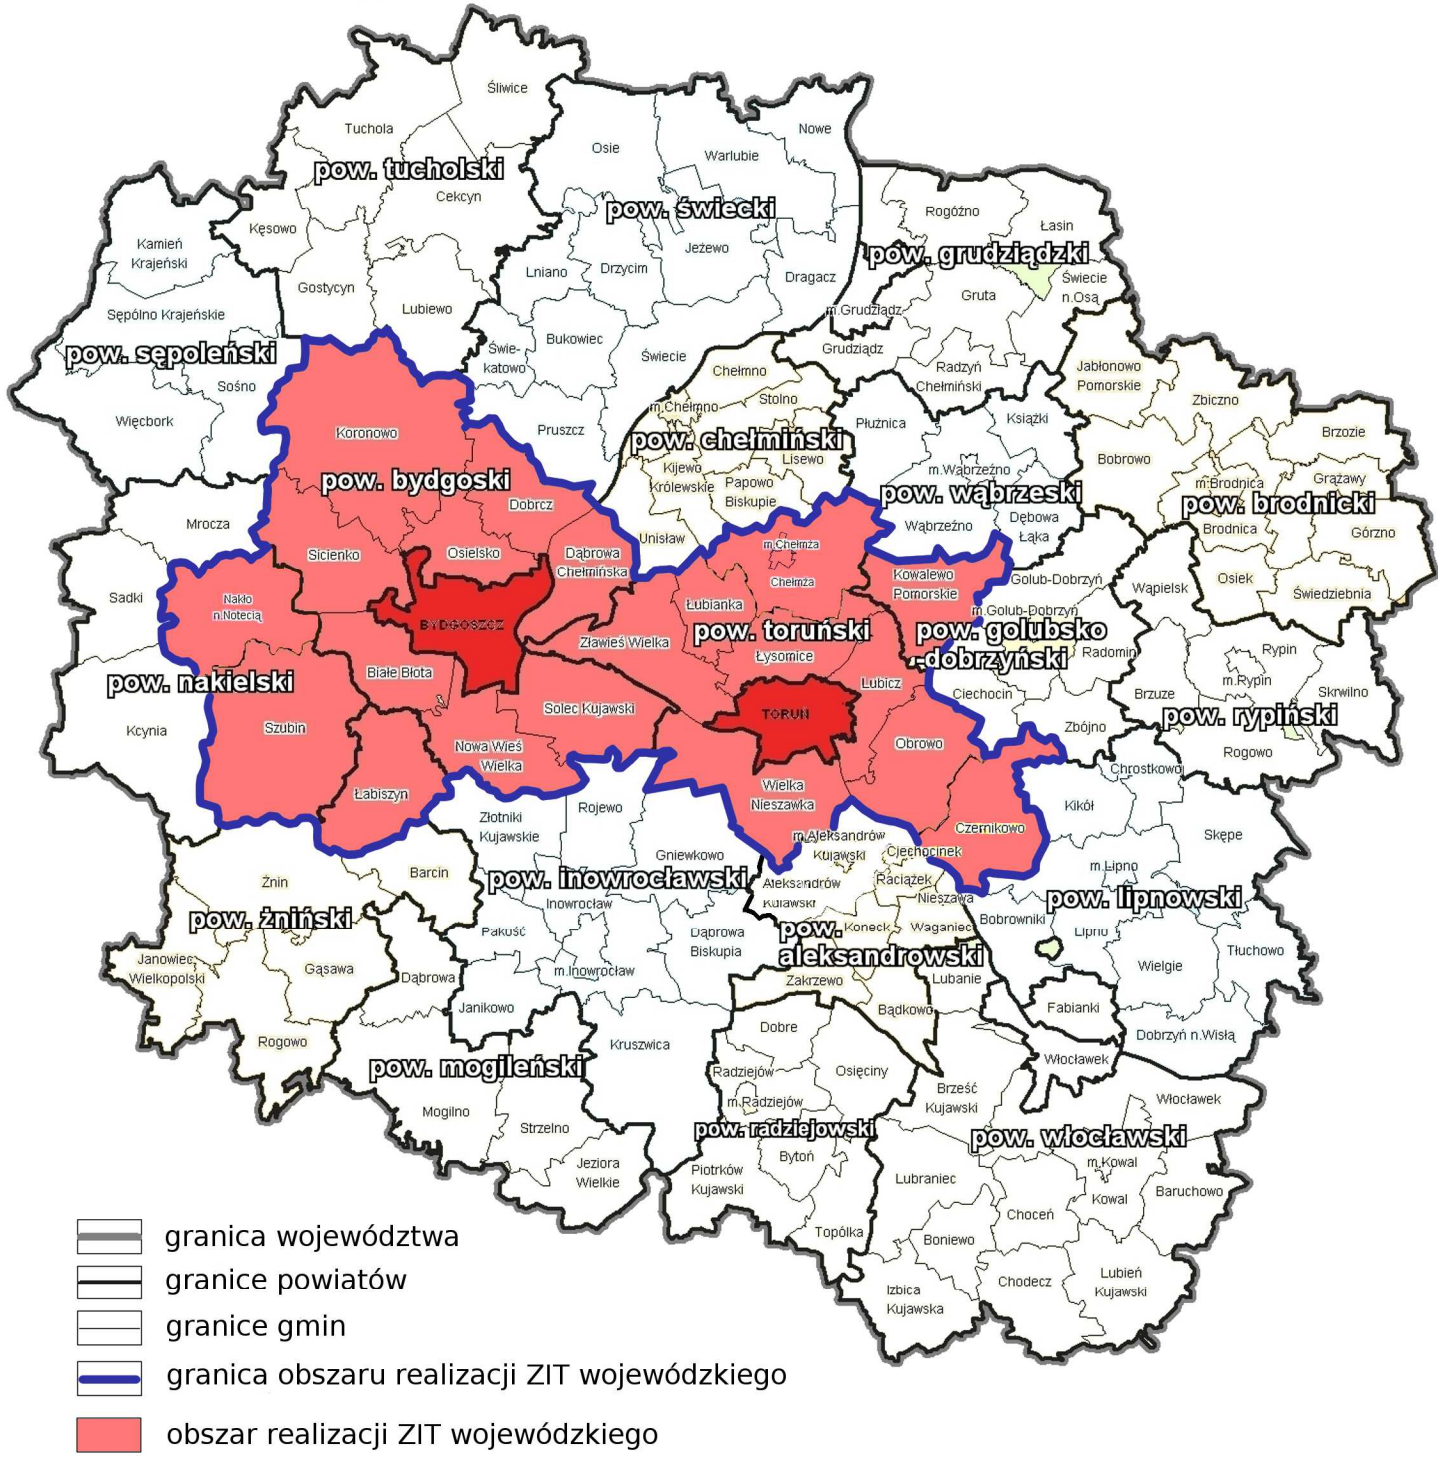 Śliwice
Tuchola
pow. tucholski
Cekcyn
Kęsowo
Gostycyn
Lubiewo
Osie
Warlubie
Nowe
pow. świecki
Jeżewo
Lniano
Drzycim
Dragacz
Bukowiec
Świe-
katowo
Świecie
Pruszcz
Rogóźno
Łasin
pow. grudziądzki
Świecie
n.Osą
Gruta
m.Grudziądz
Grudziądz
Radzyń
Chełmiński
Kamień
Krajeński
Sępólno Krajeńskie
pow. sępoleński
Sośno
Więcbork
Chełmno
m.Chełmno
Stolno
pow. chełmiński
Lisewo
Kijewo
Królewskie
Papowo
Biskupie
Unisław
Płużnica
Książki
m.Wąbrzeźno
pow. wąbrzeski
Wąbrzeźno
Dębowa
Łąka
Jabłonowo
Pomorskie
Zbiczno
Brzozie
Bobrowo
m.Brodnica
Grążawy
pow. brodnicki
Brodnica
Górzno
Osiek
Świedziebnia
Koronowo
pow. bydgoski
Dobrcz
Sicienko
Osielsko
Dąbrowa
Chełmińska
BYDGOSZCZ
Białe Błota
Solec Kujawski
Nowa Wieś
Wielka
Mrocza
Sadki
Nakło
n.Notecią
pow. nakielski
Kcynia
Szubin
Łabiszyn
m.Chełmża
Chełmża
Łubianka
Zławieś Wielka
pow. toruński
Łysomice
Lubicz
TORUŃ
Obrowo
Wielka
Nieszawka
Czernikowo
Kowalewo
Pomorskie
Golub-Dobrzyń
m.Golub-Dobrzyń
pow. golubsko
-dobrzyński
Radomin
Ciechocin
Zbójno
Wąpielsk
Rypin
m.Rypin
Brzuze
Skrwilno
pow. rypiński
Rogowo
Chrostkowo
Kikół
Skępe
m.Lipno
pow. lipnowski
Bobrowniki
Lipno
Tłuchowo
Wielgie
Dobrzyń n.Wisłą
Złotniki
Kujawskie
Rojewo
Gniewkowo
pow. inowrocławski
Inowrocław
Pakość
Dąbrowa
Biskupia
m.Inowrocław
Janikowo
Kruszwica
m.Aleksandrów
Kujawski
Ciechocinek
Aleksandrów
Kujawski
Raciążek
Nieszawa
Koneck
Waganiec
pow.
aleksandrowski
Zakrzewo
Bądkowo
Żnin
Barcin
pow. żniński
Janowiec
Wielkopolski
Gąsawa
Rogowo
Dąbrowa
pow. mogileński
Mogilno
Strzelno
Jeziora
Wielkie
Dobre
Osięciny
Radziejów
m.Radziejów
pow. radziejowski
Bytoń
Piotrków
Kujawski
Topólka
Lubanie
Fabianki
Włocławek
Brześć
Kujawski
Włocławek
pow. włocławski
m.Kowal
Kowal
Baruchowo
Lubraniec
Choceń
Boniewo
Chodecz
Lubień
Kujawski
Izbica
Kujawska
granica województwa
granice powiatów
granice gmin
granica obszaru realizacji ZIT wojewódzkiego
obszar realizacji ZIT wojewódzkiego